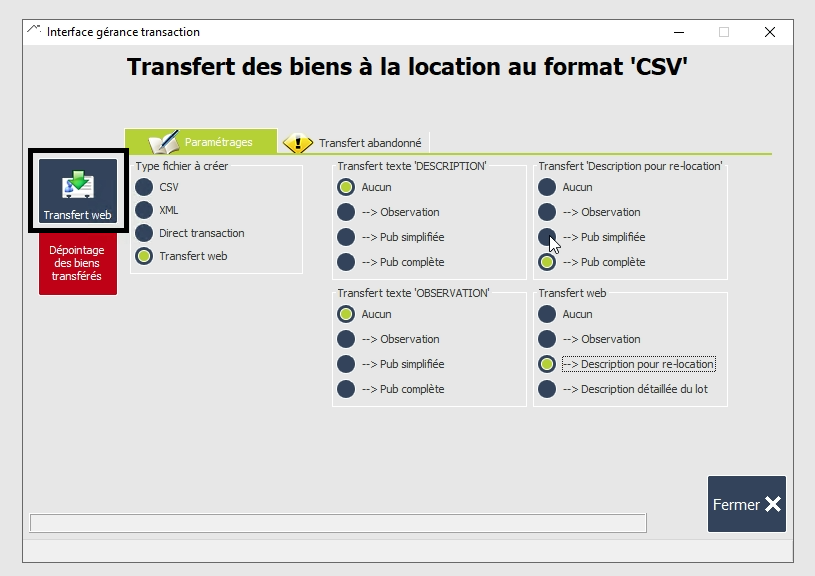 Interface gérance transaction
Transfert des biens à la location au format 'CSV'
Paramétrages
Transfert abandonné
Transfert web
Dépointage
des biens
transférés
Type fichier à créer
CSV
XML
Direct transaction
Transfert web
Transfert texte 'DESCRIPTION'
Aucun
--> Observation
--> Pub simplifiée
--> Pub complète
Transfert 'Description pour re-location'
Aucun
--> Observation
--> Pub simplifiée
--> Pub complète
Transfert texte 'OBSERVATION'
Aucun
--> Observation
--> Pub simplifiée
--> Pub complète
Transfert web
Aucun
--> Observation
--> Description pour re-location
--> Description détaillée du lot
Fermer